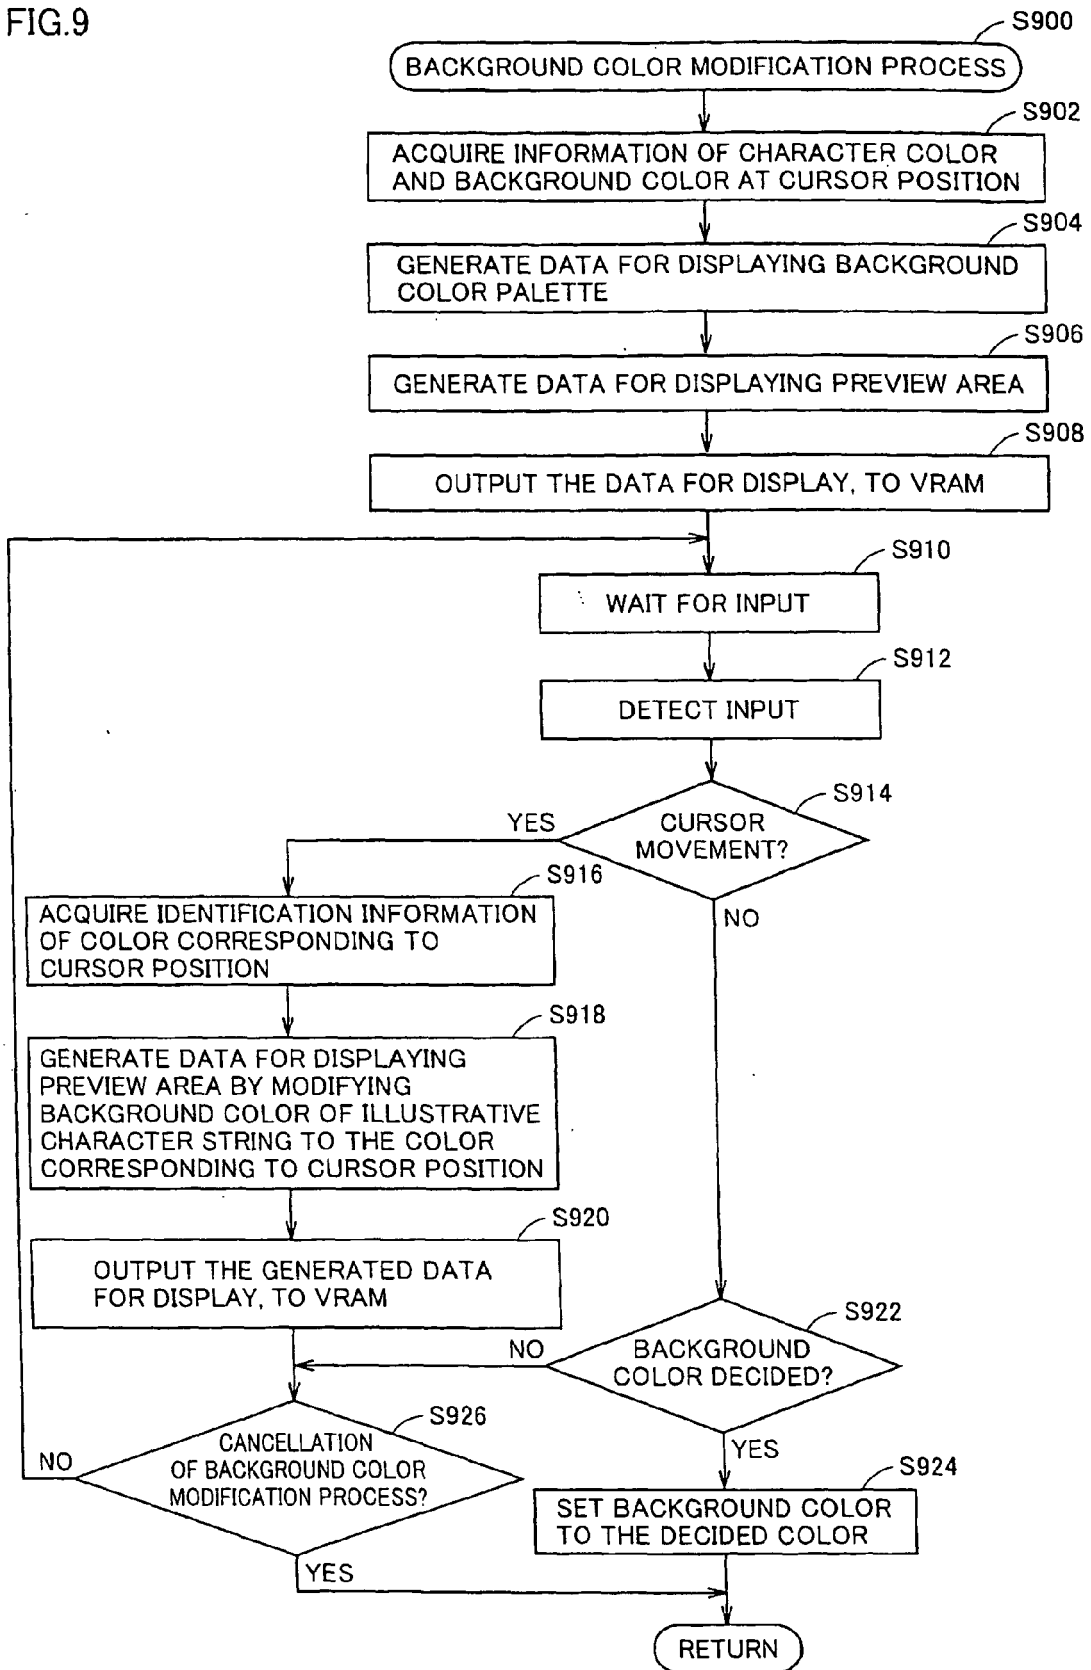 FIG.9
S900
BACKGROUND COLOR MODIFICATION PROCESS
S902
ACQUIRE INFORMATION OF CHARACTER COLOR
AND BACKGROUND COLOR AT CURSOR POSITION
S904
GENERATE DATA FOR DISPLAYING BACKGROUND
COLOR PALETTE
S906
GENERATE DATA FOR DISPLAYING PREVIEW AREA
S908
OUTPUT THE DATA FOR DISPLAY, TO VRAM
S910
WAIT FOR INPUT
S912
DETECT INPUT
S914
CURSOR
MOVEMENT?
YES
NO
S916
ACQUIRE IDENTIFICATION INFORMATION
OF COLOR CORRESPONDING TO
CURSOR POSITION
S918
GENERATE DATA FOR DISPLAYING
PREVIEW AREA BY MODIFYING
BACKGROUND COLOR OF ILLUSTRATIVE
CHARACTER STRING TO THE COLOR
CORRESPONDING TO CURSOR POSITION
S920
OUTPUT THE GENERATED DATA
FOR DISPLAY, TO VRAM
S922
BACKGROUND
COLOR DECIDED?
NO
YES
S926
CANCELLATION
OF BACKGROUND COLOR
MODIFICATION PROCESS?
NO
YES
S924
SET BACKGROUND COLOR
TO THE DECIDED COLOR
RETURN